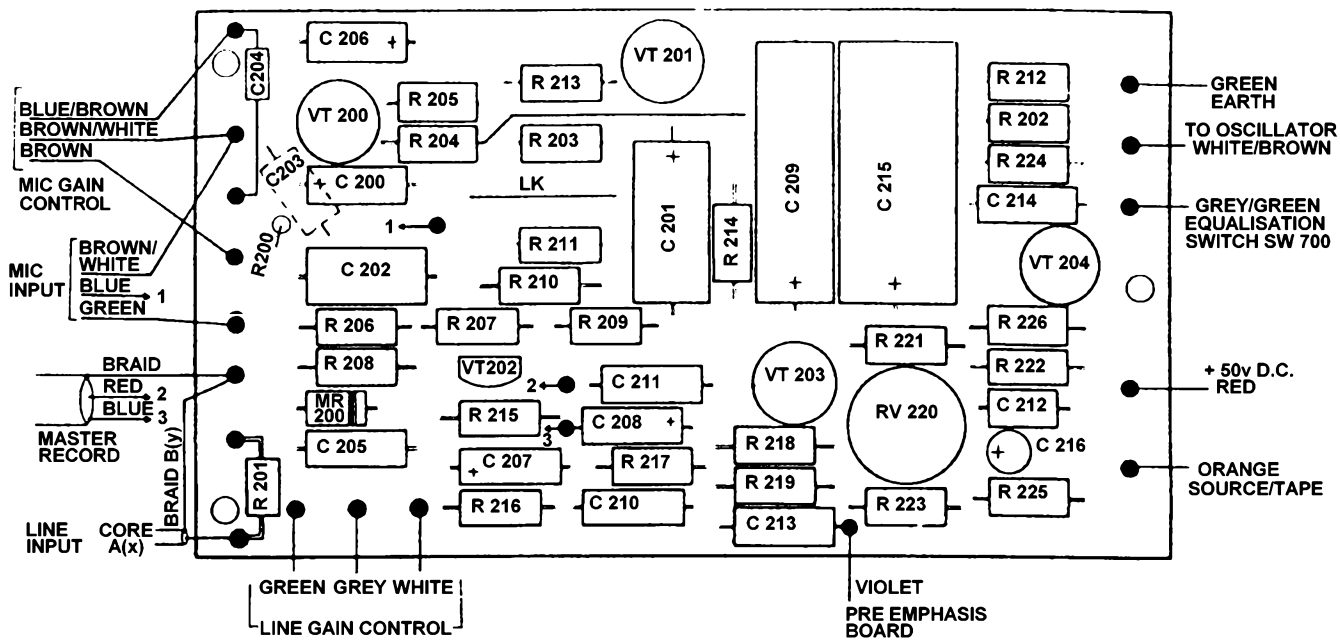 BLUE/BROWN
BROWN/WHITE
BROWN
MIC GAIN
CONTROL
MIC
INPUT
BROWN/
WHITE
BLUE
1
GREEN
BRAID
RED
2
BLUE
3
MASTER
RECORD
BRAID B(y)
LINE
INPUT
CORE
A(x)
C 206
+
C204
VT 200
R 205
R 204
R 213
VT 201
R 203
C203
+
C 200
LK
R200
1
C 202
R 211
R 210
C 201
+
R 214
C 209
+
C 215
+
R 212
R 202
R 224
C 214
VT 204
R 206
R 207
R 209
R 208
VT202
2
C 211
VT 203
R 221
R 226
R 222
MR
200
R 215
C 208
+
3
RV 220
C 212
C 205
C 207
+
R 217
R 218
R 219
+
C 216
R 201
R 216
C 210
C 213
R 223
R 225
GREEN
EARTH
TO OSCILLATOR
WHITE/BROWN
GREY/GREEN
EQUALISATION
SWITCH SW 700
+ 50v D.C.
RED
ORANGE
SOURCE/TAPE
GREEN GREY WHITE
LINE GAIN CONTROL
VIOLET
PRE EMPHASIS
BOARD